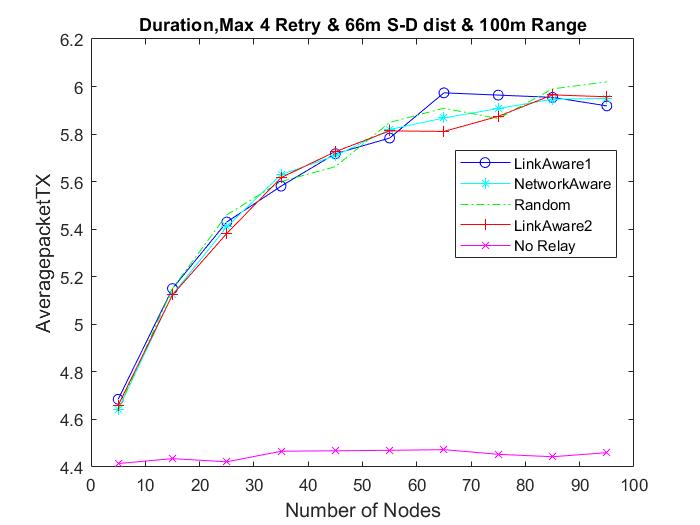 Duration,Max 4 Retry & 66m S-D dist & 100m Range
6.2
6
5.8
5.6
5.4
5.2
5
4.8
4.6
4.4
AveragepacketTX
LinkAware1
NetworkAware
Random
LinkAware2
No Relay
0 10 20 30 40 50 60 70 80 90 100
Number of Nodes